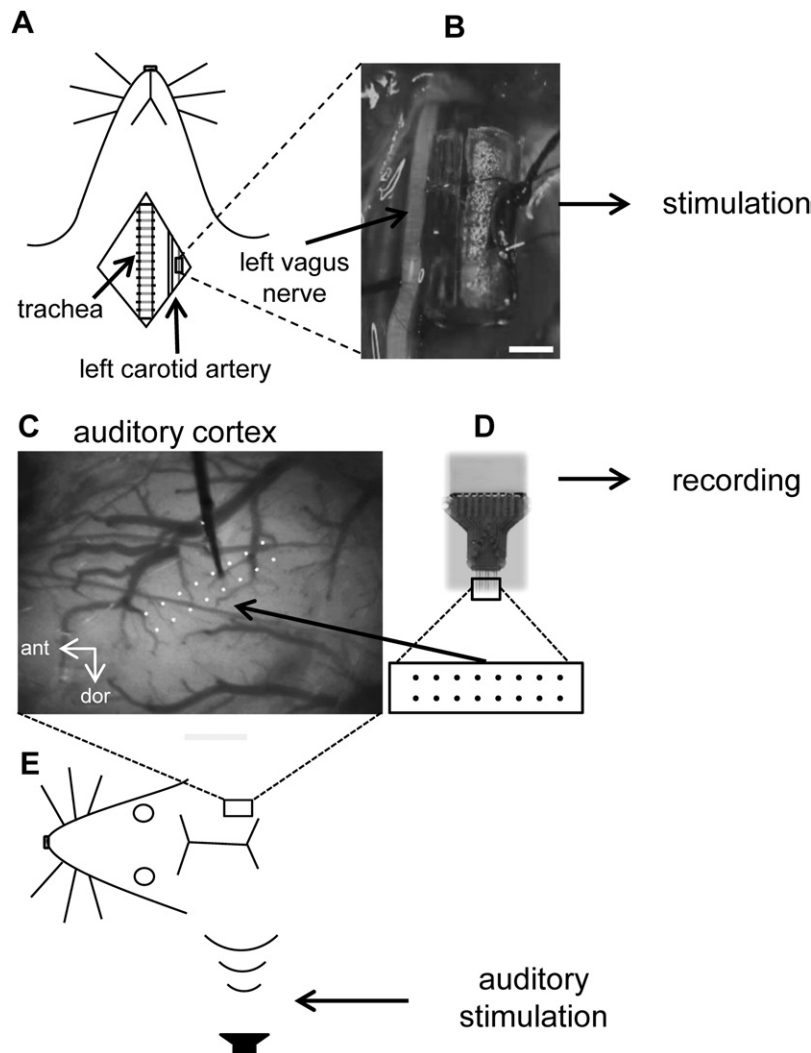 A
B
stimulation
left vagus
nerve
trachea
left carotid artery
C
auditory cortex
D
recording
ant
dor
E
auditory
stimulation